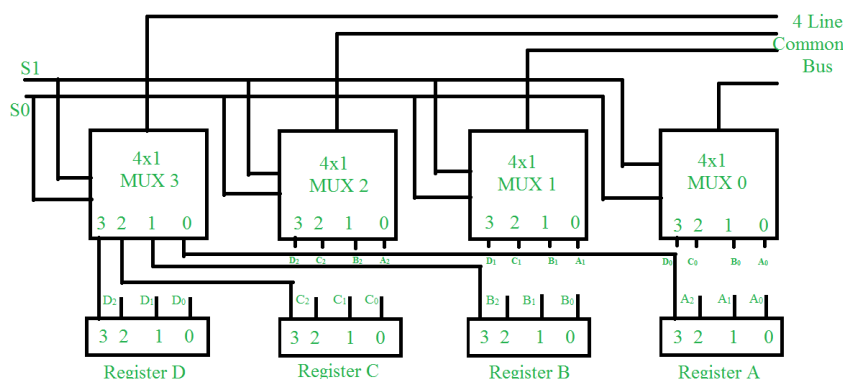 4 Line
Common
Bus
S1
S0
4x1
MUX 3
3 2 1 0
4x1
MUX 2
3 2 1 0
4x1
MUX 1
3 2 1 0
4x1
MUX 0
3 2 1 0
D₂ C₂ B₂ A₂
D₁ C₁ B₁ A₁
D₀ C₀ B₀ A₀
D₂ D₁ D₀
C₂ C₁ C₀
B₂ B₁ B₀
A₂ A₁ A₀
3 2 1 0
3 2 1 0
3 2 1 0
3 2 1 0
Register D
Register C
Register B
Register A